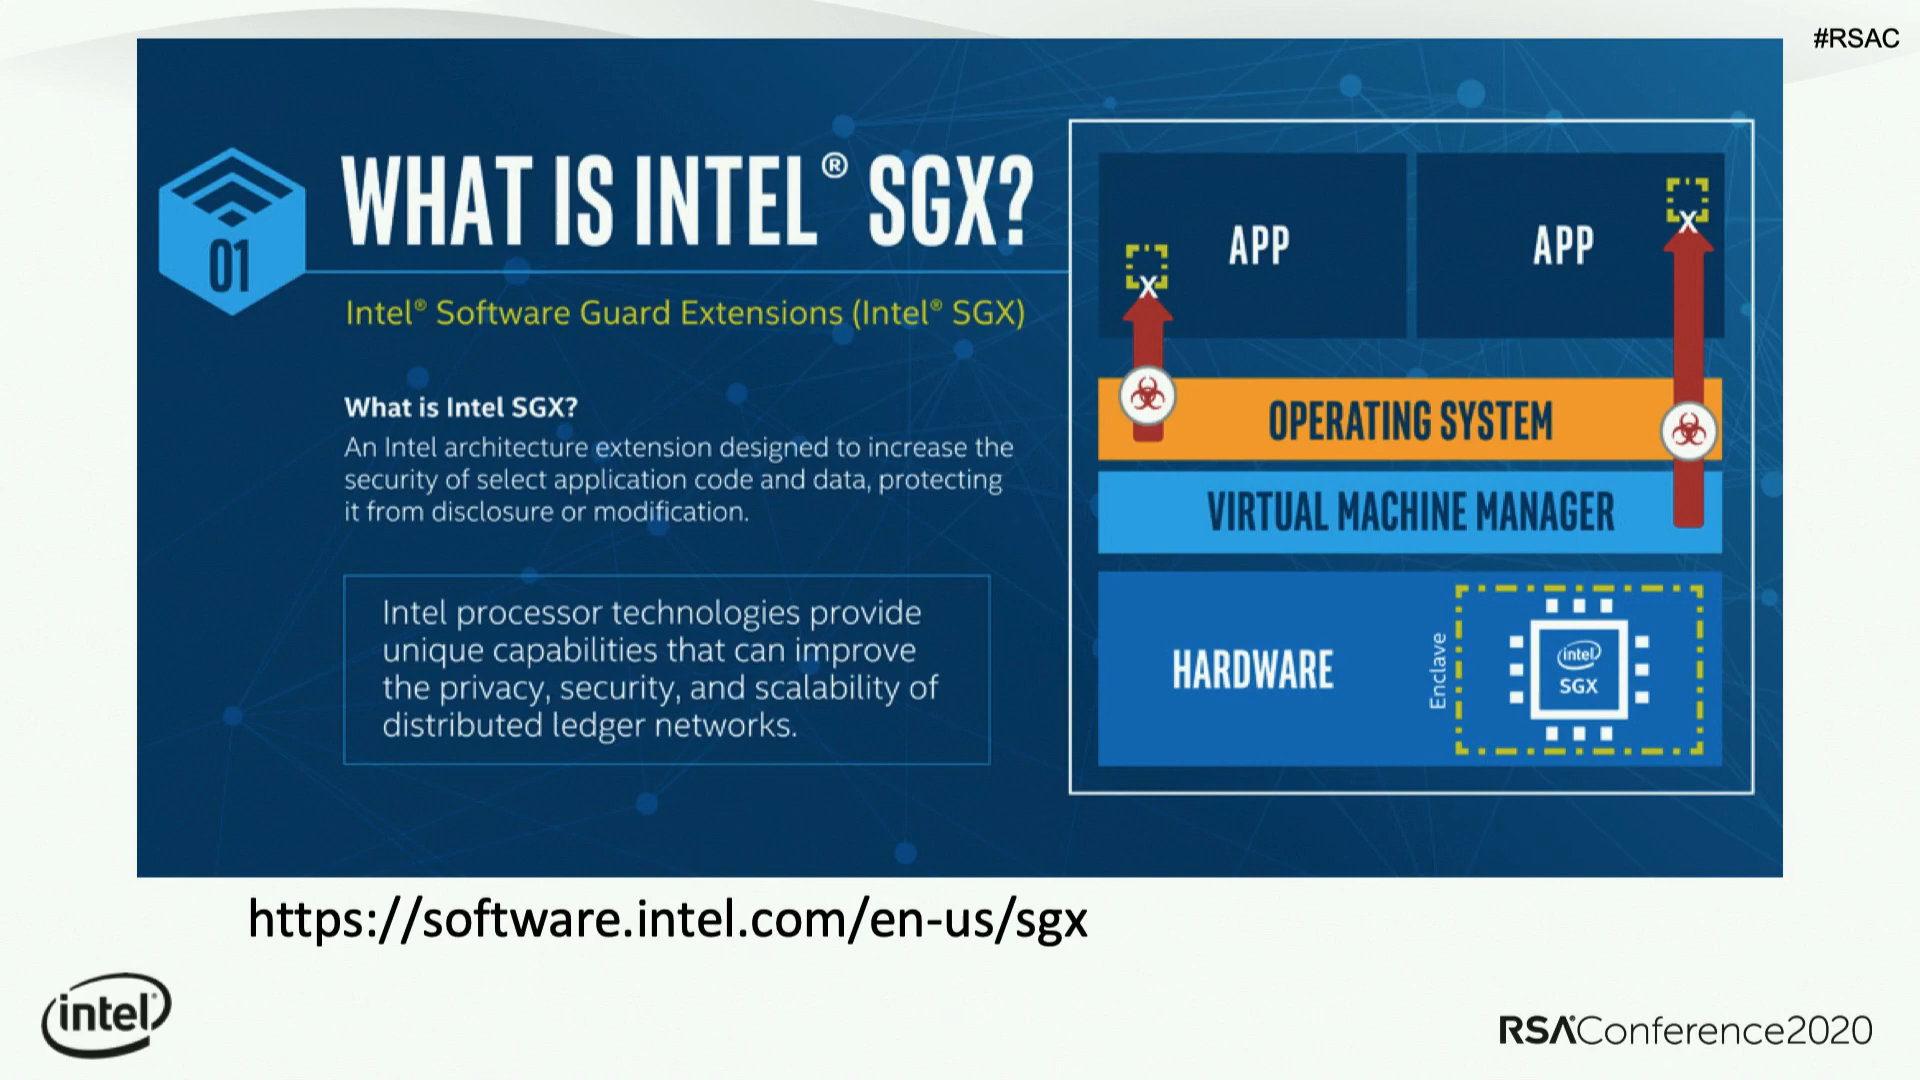 #RSAC
01
WHAT IS INTEL® SGX?
Intel® Software Guard Extensions (Intel® SGX)
What is Intel SGX?
An Intel architecture extension designed to increase the
security of select application code and data, protecting
it from disclosure or modification.
Intel processor technologies provide
unique capabilities that can improve
the privacy, security, and scalability of
distributed ledger networks.
APP
X
APP
X
OPERATING SYSTEM
VIRTUAL MACHINE MANAGER
HARDWARE
Enclave
intel
SGX
https://software.intel.com/en-us/sgx
intel
RSAConference2020